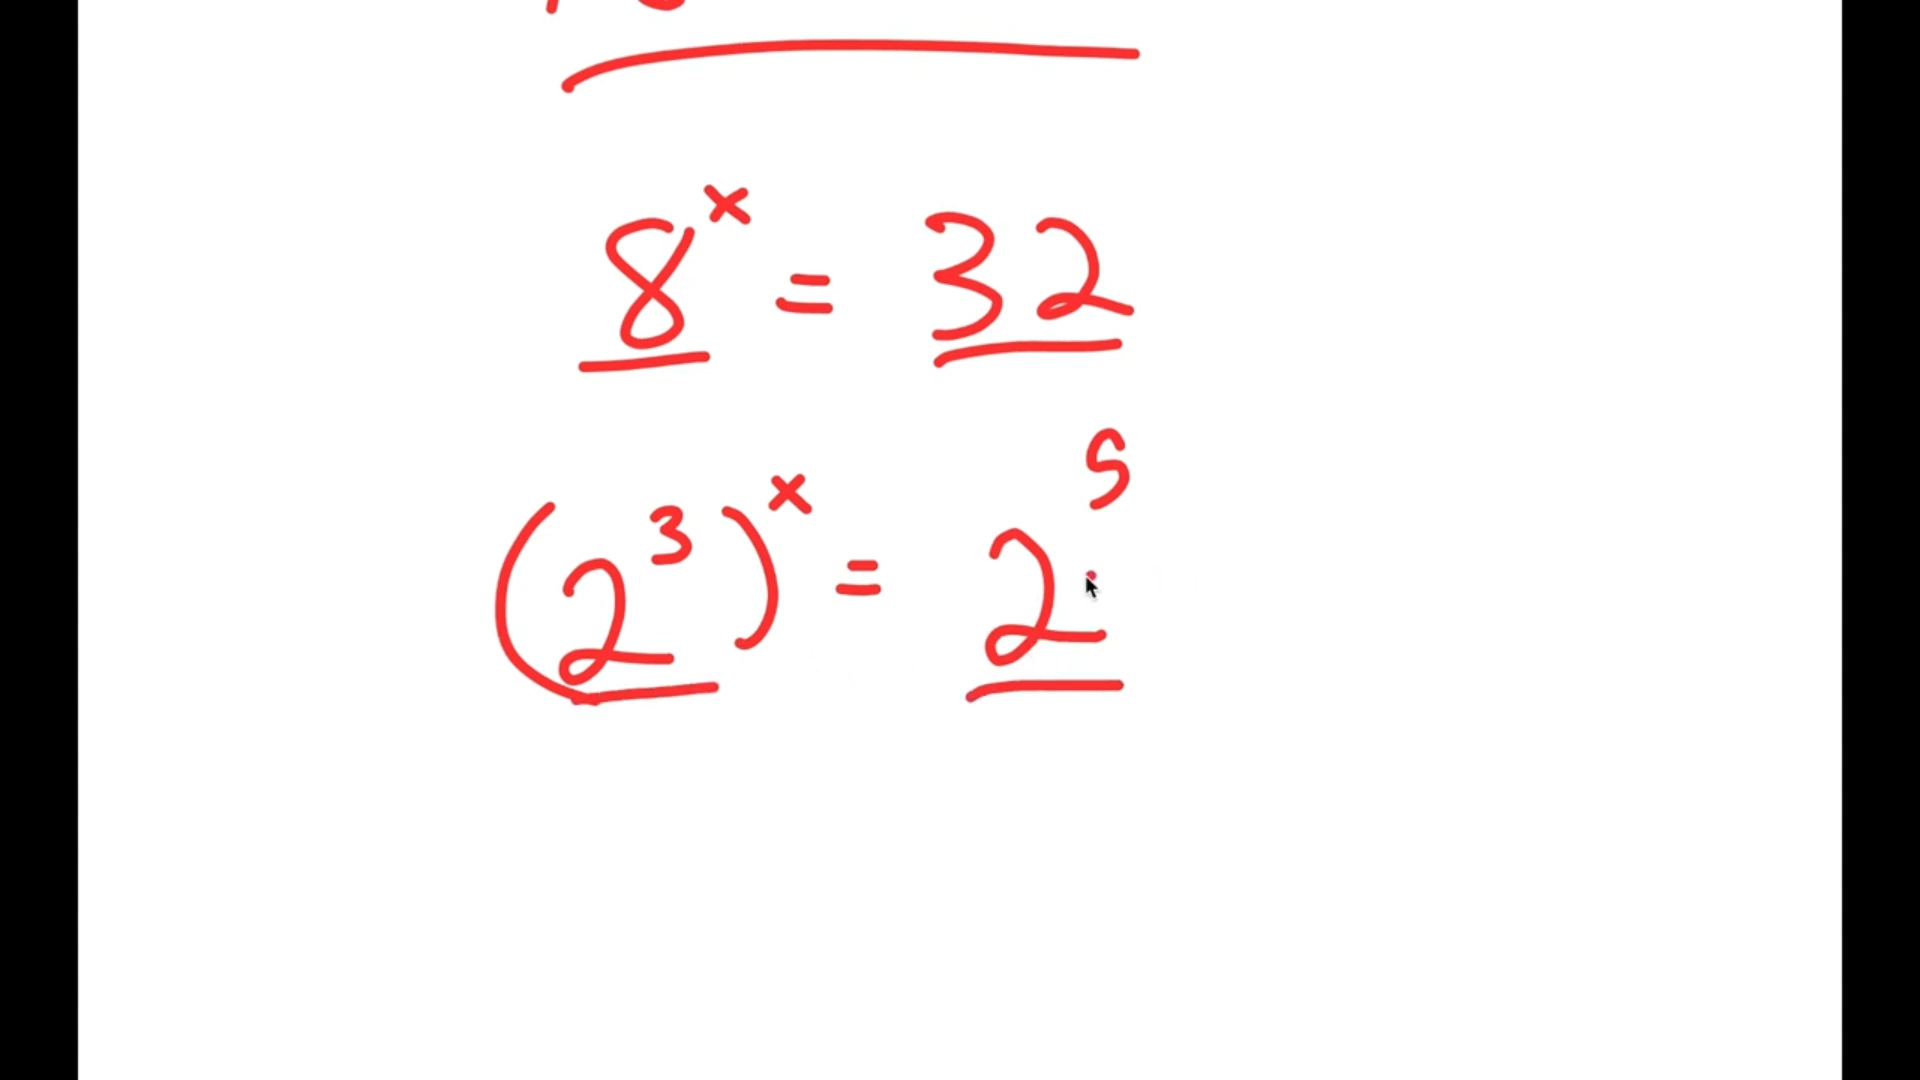 8^x = 32
(2^3)^x = 2^5